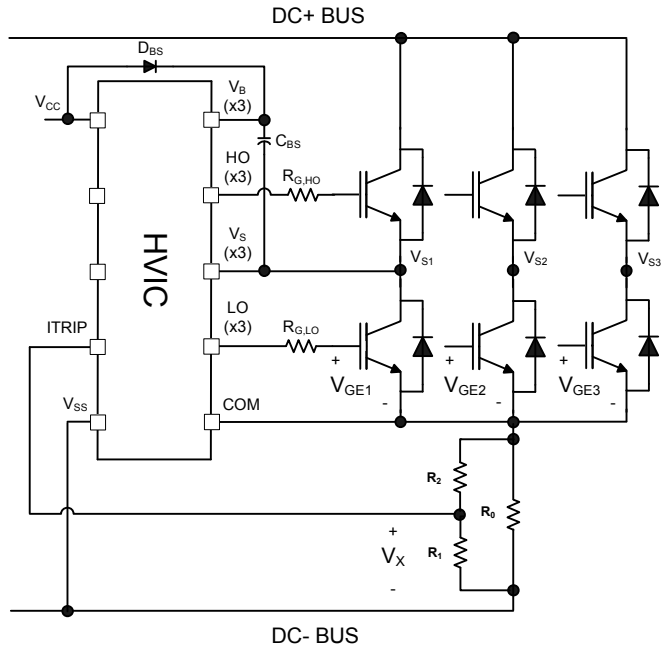 DC+ BUS
DBS
VCC
VB
(x3)
CBS
HO
(x3)
RG,HO
HVIC
VS
(x3)
VS1
VS2
VS3
ITRIP
LO
(x3)
RG,LO
+
VGE1
-
+
VGE2
-
+
VGE3
-
VSS
COM
R2
R0
+
VX
-
R1
DC- BUS